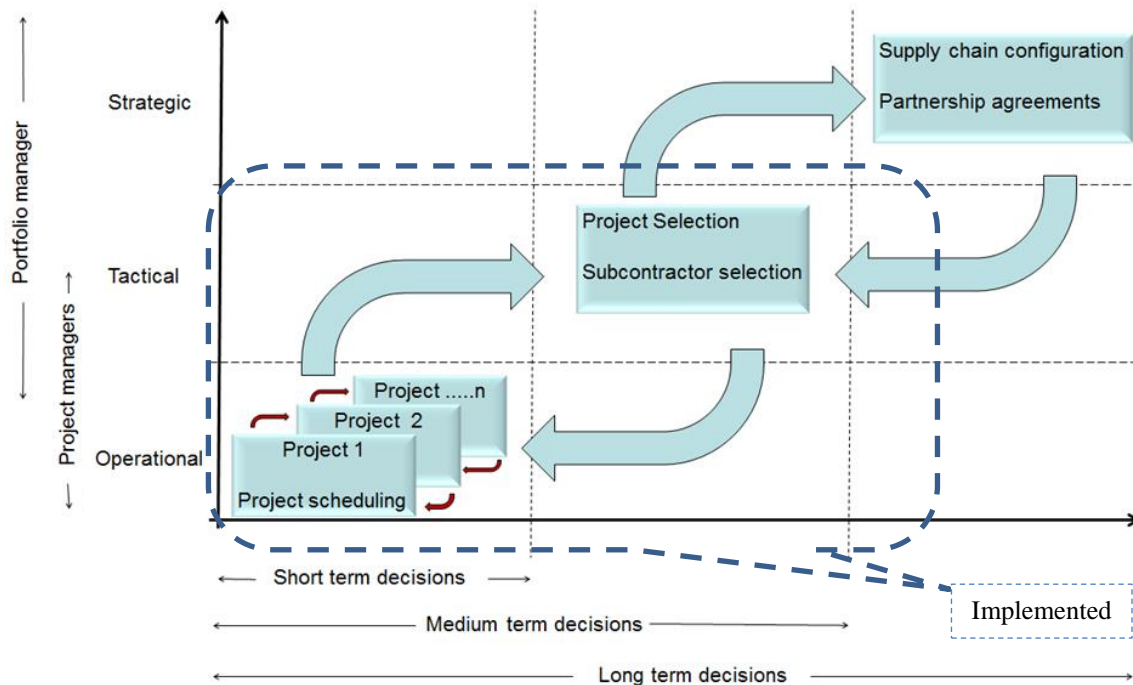 Supply chain configuration
Partnership agreements
Strategic
Portfolio manager
Project Selection
Subcontractor selection
Tactical
Project managers
Project .....n
Project 2
Project 1
Project scheduling
Operational
Short term decisions
Implemented
Medium term decisions
Long term decisions